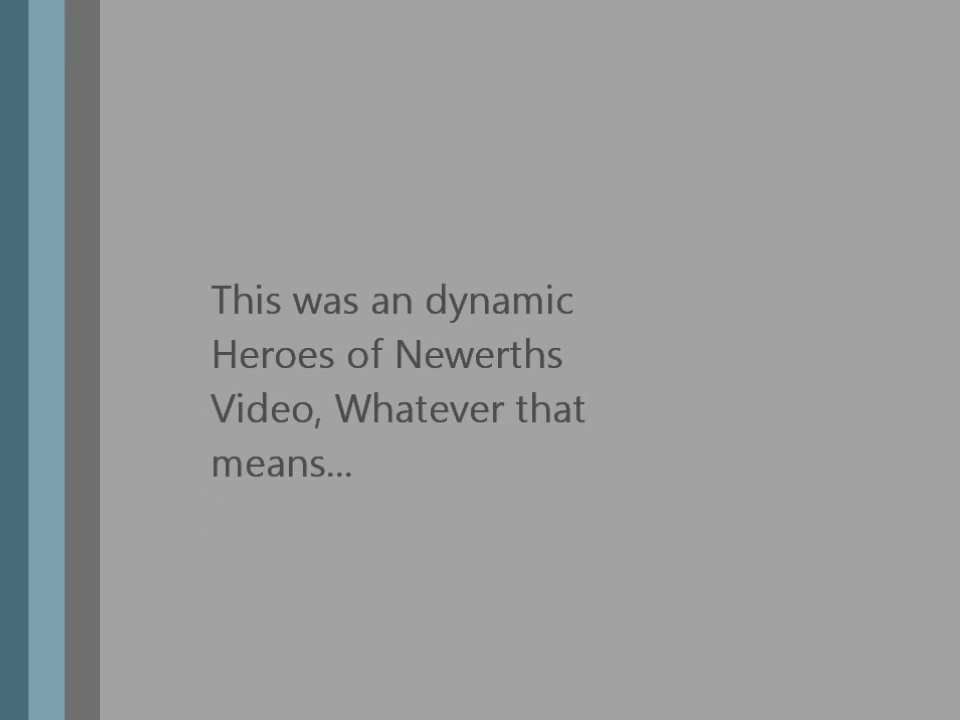 This was an dynamic
Heroes of Newerths
Video, Whatever that
means...